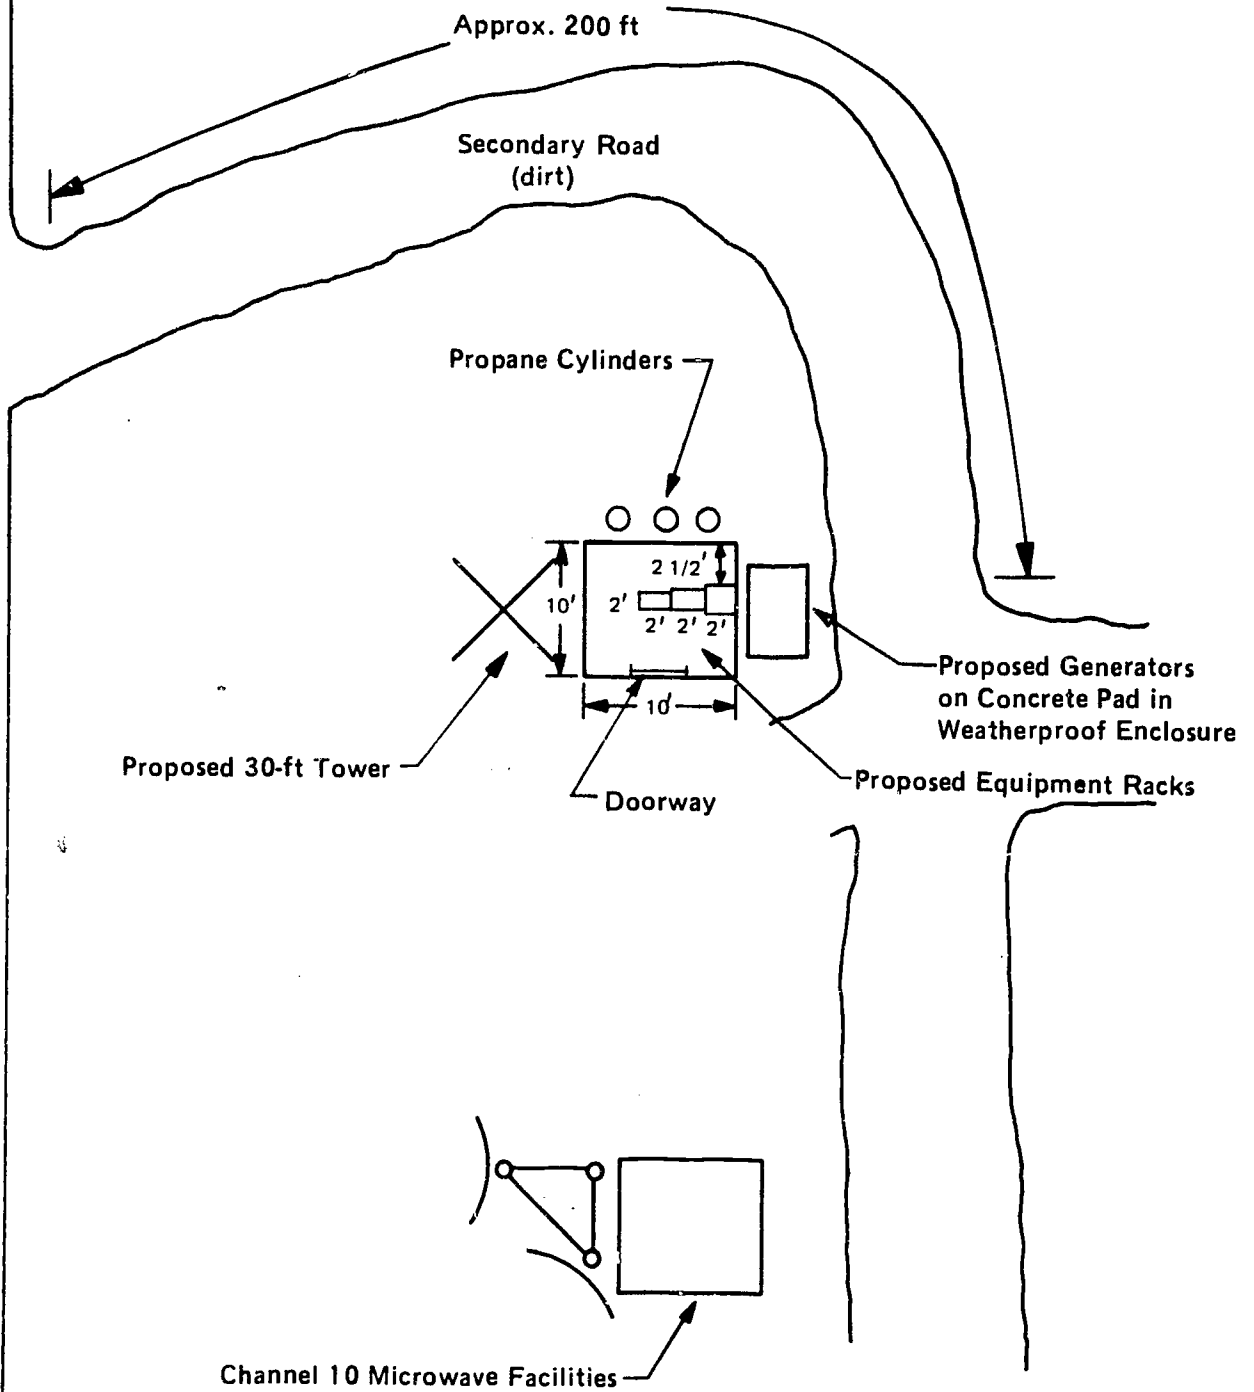 Approx. 200 ft
Secondary Road
(dirt)
Propane Cylinders
2 1/2'
10'
2'
2' 2' 2'
10'
Proposed Generators
on Concrete Pad in
Weatherproof Enclosure
Proposed 30-ft Tower
Proposed Equipment Racks
Doorway
Channel 10 Microwave Facilities